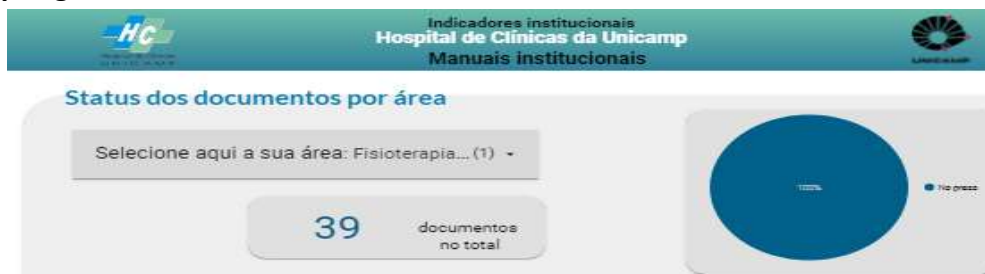 HC
UNICAMP
Indicadores institucionais
Hospital de Clínicas da Unicamp
Manuais institucionais
UNICAMP
Status dos documentos por área
Selecione aqui a sua área: Fisioterapia... (1)
39
documentos
no total
100%
No prazo